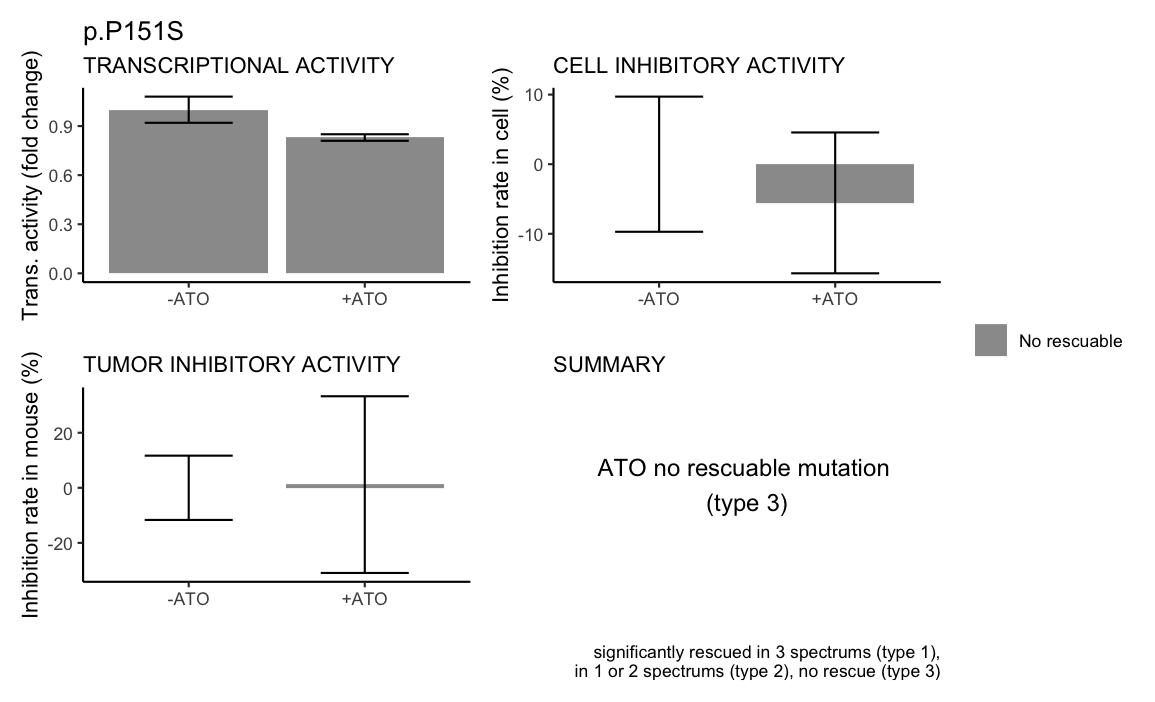 p.P151S
TRANSCRIPTIONAL ACTIVITY
Trans. activity (fold change)
0.9
0.6
0.3
0.0
-ATO
+ATO
CELL INHIBITORY ACTIVITY
Inhibition rate in cell (%)
10
0
-10
-ATO
+ATO
No rescuable
TUMOR INHIBITORY ACTIVITY
Inhibition rate in mouse (%)
20
0
-20
-ATO
+ATO
SUMMARY
ATO no rescuable mutation
(type 3)
significantly rescued in 3 spectrums (type 1),
in 1 or 2 spectrums (type 2), no rescue (type 3)